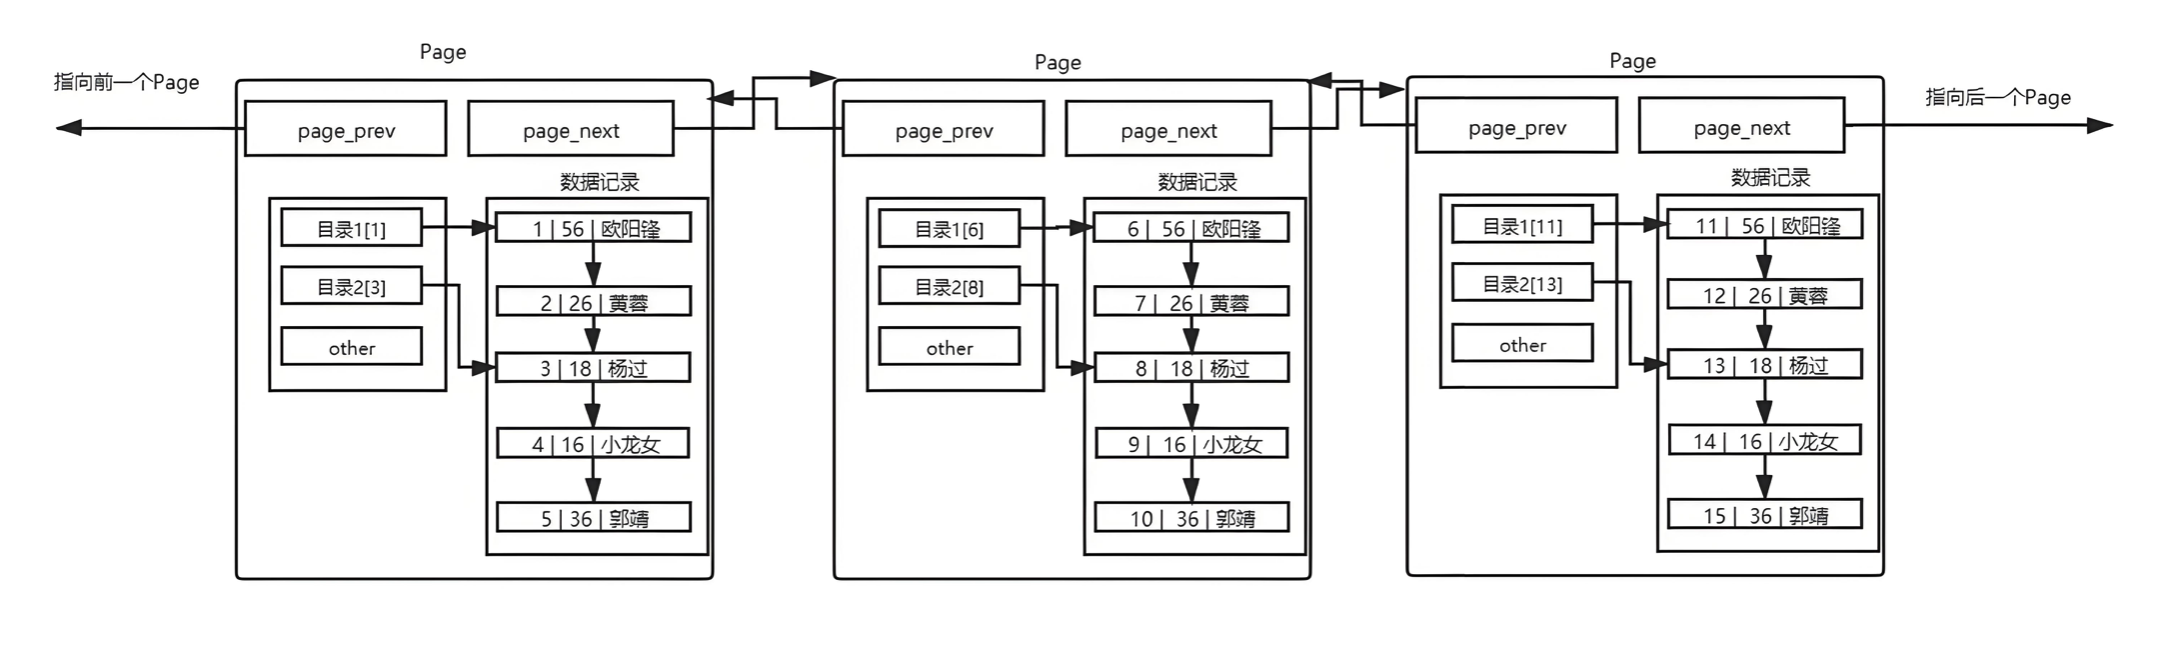 Page
Page
Page
指向前一个Page
指向后一个Page
page_prev
page_next
数据记录
目录1[1]
目录2[3]
other
1 | 56 | 欧阳锋
2 | 26 | 黄蓉
3 | 18 | 杨过
4 | 16 | 小龙女
5 | 36 | 郭靖
page_prev
page_next
数据记录
目录1[6]
目录2[8]
other
6 | 56 | 欧阳锋
7 | 26 | 黄蓉
8 | 18 | 杨过
9 | 16 | 小龙女
10 | 36 | 郭靖
page_prev
page_next
数据记录
目录1[11]
目录2[13]
other
11 | 56 | 欧阳锋
12 | 26 | 黄蓉
13 | 18 | 杨过
14 | 16 | 小龙女
15 | 36 | 郭靖